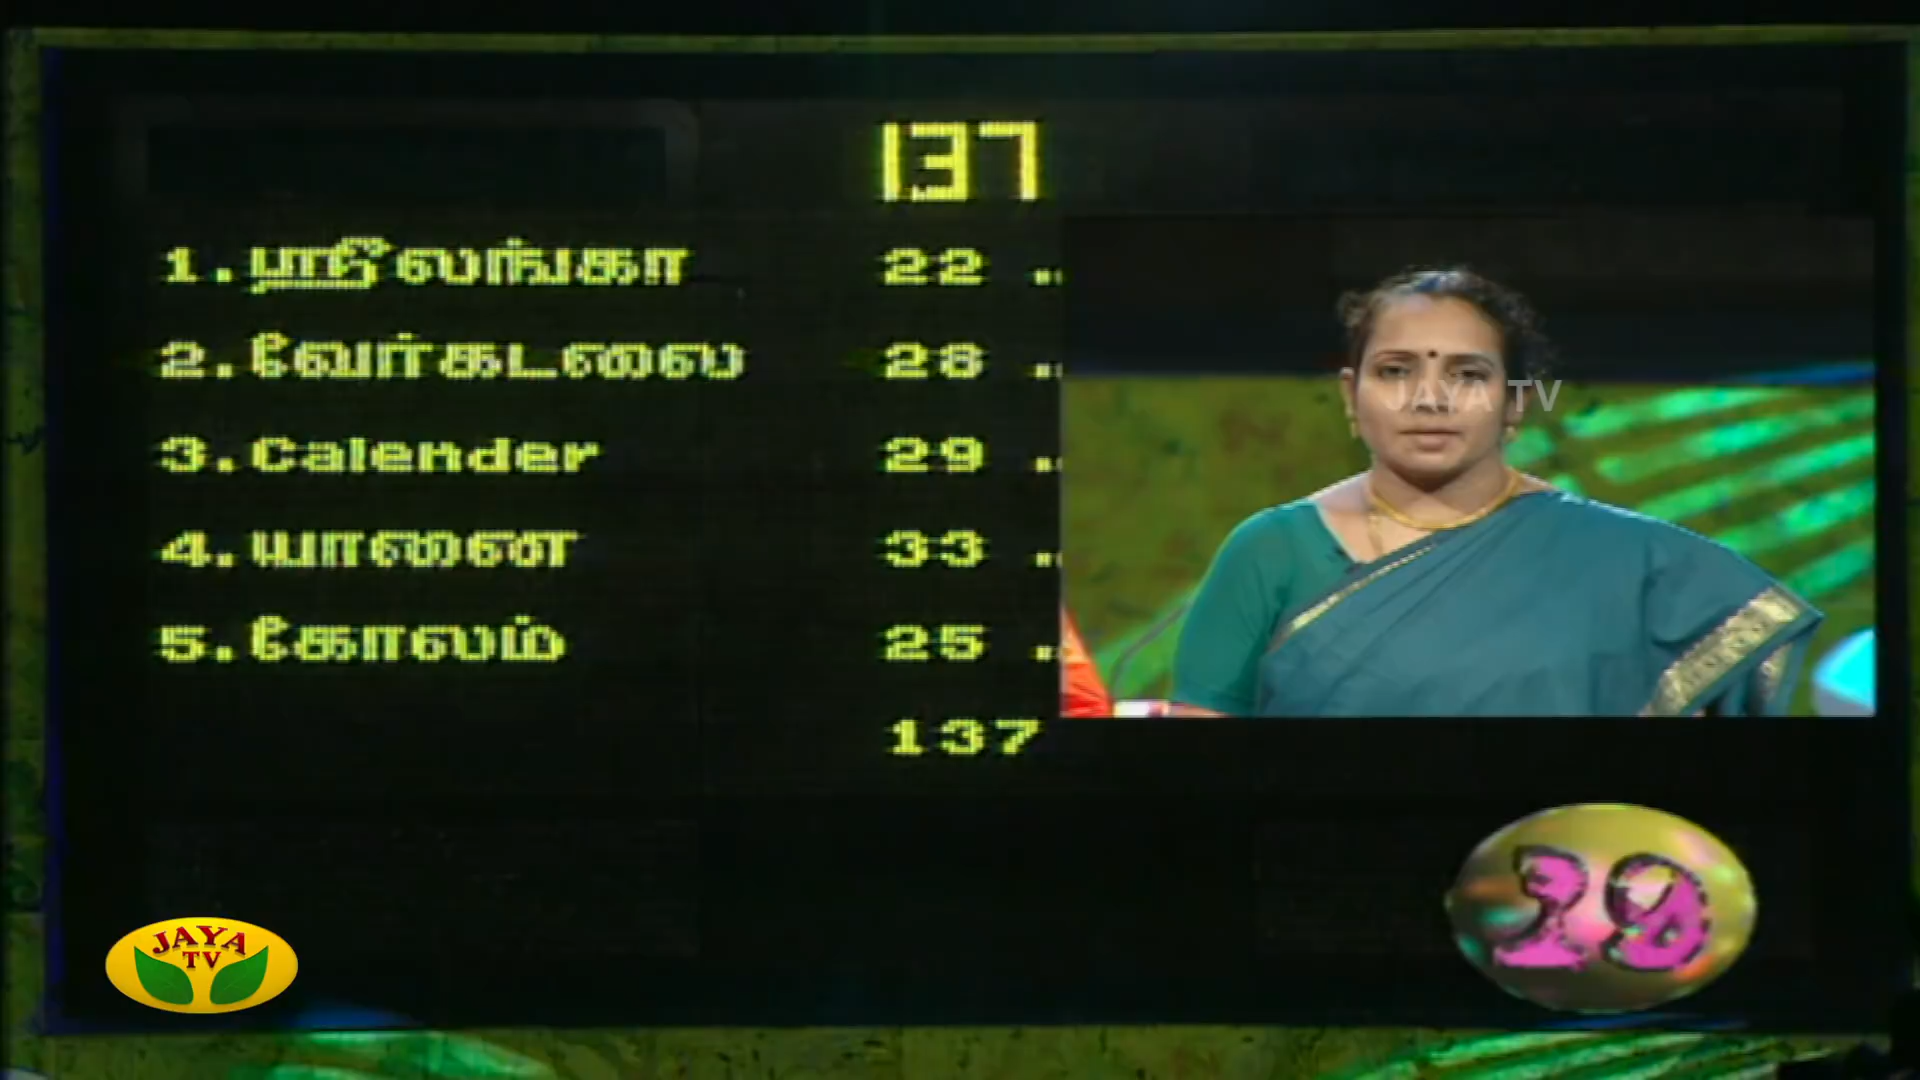 137
1.ஸ்ரீலங்கா 22 ..
2.வேர்கடலை 28 ..
3.Calender 29 ..
4.யானை 33 ..
5.கோலம் 25 ..
137
JAYA TV
29
JAYA
TV